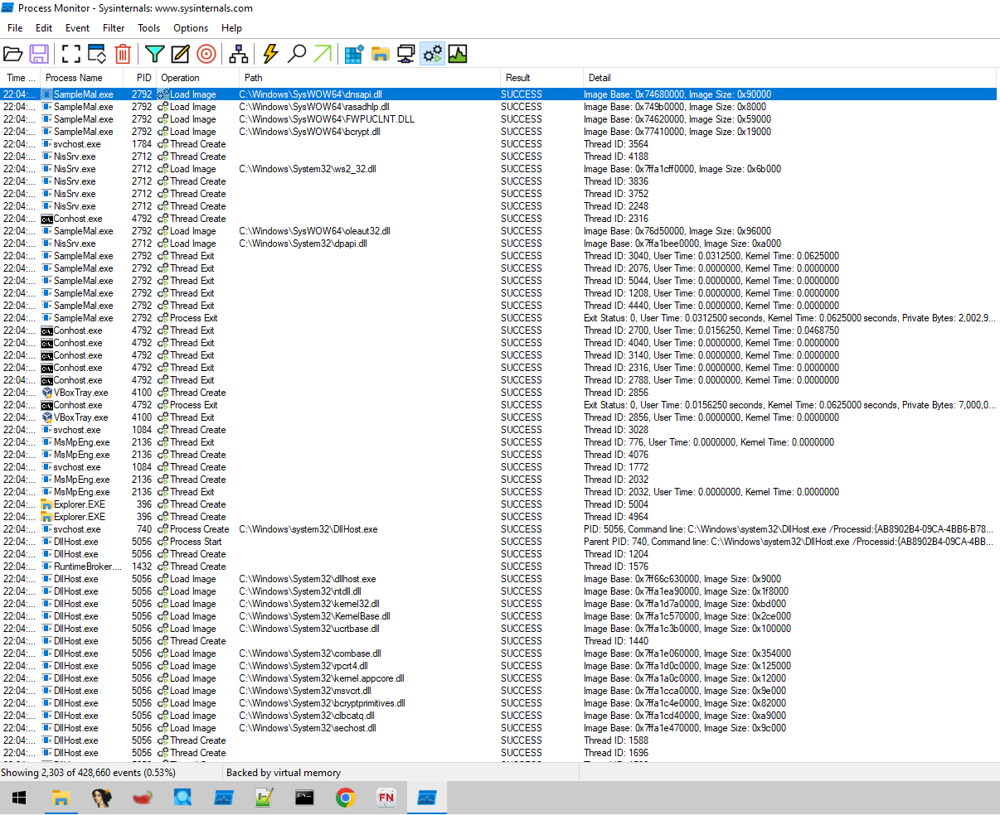 Process Monitor - Sysinternals: www.sysinternals.com
File Edit Event Filter Tools Options Help
Time ... Process Name PID Operation Path Result Detail
22:04:... SampleMal.exe 2792 Load Image C:\Windows\SysWOW64\dnsapi.dll SUCCESS Image Base: 0x74680000, Image Size: 0x90000
22:04:... SampleMal.exe 2792 Load Image C:\Windows\SysWOW64\rasadhlp.dll SUCCESS Image Base: 0x749b0000, Image Size: 0x8000
22:04:... SampleMal.exe 2792 Load Image C:\Windows\SysWOW64\FWPUCLNT.DLL SUCCESS Image Base: 0x74620000, Image Size: 0x59000
22:04:... SampleMal.exe 2792 Load Image C:\Windows\SysWOW64\bcrypt.dll SUCCESS Image Base: 0x77410000, Image Size: 0x19000
22:04:... svchost.exe 1784 Thread Create SUCCESS Thread ID: 3564
22:04:... NisSrv.exe 2712 Thread Create SUCCESS Thread ID: 4188
22:04:... NisSrv.exe 2712 Load Image C:\Windows\System32\ws2_32.dll SUCCESS Image Base: 0x7ffa1cff0000, Image Size: 0x6b000
22:04:... NisSrv.exe 2712 Thread Create SUCCESS Thread ID: 3836
22:04:... NisSrv.exe 2712 Thread Create SUCCESS Thread ID: 3752
22:04:... NisSrv.exe 2712 Thread Create SUCCESS Thread ID: 2248
22:04:... Conhost.exe 4792 Thread Create SUCCESS Thread ID: 2316
22:04:... SampleMal.exe 2792 Load Image C:\Windows\SysWOW64\oleaut32.dll SUCCESS Image Base: 0x76d50000, Image Size: 0x96000
22:04:... NisSrv.exe 2712 Load Image C:\Windows\System32\dpapi.dll SUCCESS Image Base: 0x7ffa1bee0000, Image Size: 0xa000
22:04:... SampleMal.exe 2792 Thread Exit SUCCESS Thread ID: 3040, User Time: 0.0312500, Kernel Time: 0.0625000
22:04:... SampleMal.exe 2792 Thread Exit SUCCESS Thread ID: 2076, User Time: 0.0000000, Kernel Time: 0.0000000
22:04:... SampleMal.exe 2792 Thread Exit SUCCESS Thread ID: 5044, User Time: 0.0000000, Kernel Time: 0.0000000
22:04:... SampleMal.exe 2792 Thread Exit SUCCESS Thread ID: 1208, User Time: 0.0000000, Kernel Time: 0.0000000
22:04:... SampleMal.exe 2792 Thread Exit SUCCESS Thread ID: 4440, User Time: 0.0000000, Kernel Time: 0.0000000
22:04:... SampleMal.exe 2792 Process Exit SUCCESS Exit Status: 0, User Time: 0.0312500 seconds, Kernel Time: 0.0625000 seconds, Private Bytes: 2,002,9...
22:04:... Conhost.exe 4792 Thread Exit SUCCESS Thread ID: 2700, User Time: 0.0156250, Kernel Time: 0.0468750
22:04:... Conhost.exe 4792 Thread Exit SUCCESS Thread ID: 4040, User Time: 0.0000000, Kernel Time: 0.0000000
22:04:... Conhost.exe 4792 Thread Exit SUCCESS Thread ID: 3140, User Time: 0.0000000, Kernel Time: 0.0000000
22:04:... Conhost.exe 4792 Thread Exit SUCCESS Thread ID: 2316, User Time: 0.0000000, Kernel Time: 0.0000000
22:04:... Conhost.exe 4792 Thread Exit SUCCESS Thread ID: 2788, User Time: 0.0000000, Kernel Time: 0.0000000
22:04:... VBoxTray.exe 4100 Thread Create SUCCESS Thread ID: 2856
22:04:... Conhost.exe 4792 Process Exit SUCCESS Exit Status: 0, User Time: 0.0156250 seconds, Kernel Time: 0.0625000 seconds, Private Bytes: 7,000,0...
22:04:... VBoxTray.exe 4100 Thread Exit SUCCESS Thread ID: 2856, User Time: 0.0000000, Kernel Time: 0.0000000
22:04:... svchost.exe 1084 Thread Create SUCCESS Thread ID: 3028
22:04:... MsMpEng.exe 2136 Thread Exit SUCCESS Thread ID: 776, User Time: 0.0000000, Kernel Time: 0.0000000
22:04:... MsMpEng.exe 2136 Thread Create SUCCESS Thread ID: 4076
22:04:... svchost.exe 1084 Thread Create SUCCESS Thread ID: 1772
22:04:... MsMpEng.exe 2136 Thread Create SUCCESS Thread ID: 2032
22:04:... MsMpEng.exe 2136 Thread Exit SUCCESS Thread ID: 2032, User Time: 0.0000000, Kernel Time: 0.0000000
22:04:... Explorer.EXE 396 Thread Create SUCCESS Thread ID: 5004
22:04:... Explorer.EXE 396 Thread Create SUCCESS Thread ID: 4964
22:04:... svchost.exe 740 Process Create C:\Windows\system32\DllHost.exe SUCCESS PID: 5056, Command line: C:\Windows\system32\DllHost.exe /Processid:{AB8902B4-09CA-4BB6-B78...
22:04:... DllHost.exe 5056 Process Start SUCCESS Parent PID: 740, Command line: C:\Windows\system32\DllHost.exe /Processid:{AB8902B4-09CA-4BB...
22:04:... DllHost.exe 5056 Thread Create SUCCESS Thread ID: 1204
22:04:... RuntimeBroker.... 1432 Thread Create SUCCESS Thread ID: 1576
22:04:... DllHost.exe 5056 Load Image C:\Windows\System32\dllhost.exe SUCCESS Image Base: 0x7ff66c630000, Image Size: 0x9000
22:04:... DllHost.exe 5056 Load Image C:\Windows\System32\ntdll.dll SUCCESS Image Base: 0x7ffa1ea90000, Image Size: 0x1f8000
22:04:... DllHost.exe 5056 Load Image C:\Windows\System32\kernel32.dll SUCCESS Image Base: 0x7ffa1d7a0000, Image Size: 0xbd000
22:04:... DllHost.exe 5056 Load Image C:\Windows\System32\KernelBase.dll SUCCESS Image Base: 0x7ffa1c570000, Image Size: 0x2ce000
22:04:... DllHost.exe 5056 Load Image C:\Windows\System32\ucrtbase.dll SUCCESS Image Base: 0x7ffa1c3b0000, Image Size: 0x100000
22:04:... DllHost.exe 5056 Thread Create SUCCESS Thread ID: 1440
22:04:... DllHost.exe 5056 Load Image C:\Windows\System32\combase.dll SUCCESS Image Base: 0x7ffa1e060000, Image Size: 0x354000
22:04:... DllHost.exe 5056 Load Image C:\Windows\System32\rpcrt4.dll SUCCESS Image Base: 0x7ffa1d0c0000, Image Size: 0x125000
22:04:... DllHost.exe 5056 Load Image C:\Windows\System32\kernel.appcore.dll SUCCESS Image Base: 0x7ffa1a0c0000, Image Size: 0x12000
22:04:... DllHost.exe 5056 Load Image C:\Windows\System32\msvcrt.dll SUCCESS Image Base: 0x7ffa1cca0000, Image Size: 0x9e000
22:04:... DllHost.exe 5056 Load Image C:\Windows\System32\bcryptprimitives.dll SUCCESS Image Base: 0x7ffa1c4e0000, Image Size: 0x82000
22:04:... DllHost.exe 5056 Load Image C:\Windows\System32\clbcatq.dll SUCCESS Image Base: 0x7ffa1cd40000, Image Size: 0xa9000
22:04:... DllHost.exe 5056 Load Image C:\Windows\System32\sechost.dll SUCCESS Image Base: 0x7ffa1e470000, Image Size: 0x9c000
22:04:... DllHost.exe 5056 Thread Create SUCCESS Thread ID: 1588
22:04:... DllHost.exe 5056 Thread Create SUCCESS Thread ID: 1696
Showing 2,303 of 428,660 events (0.53%) Backed by virtual memory
FN